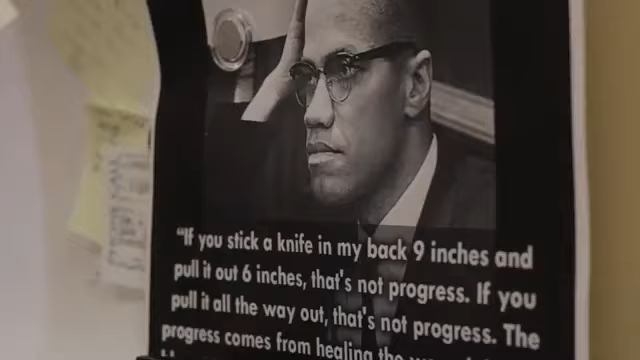 "If you stick a knife in my back 9 inches and
pull it out 6 inches, that's not progress. If you
pull it all the way out, that's not progress. The
progress comes from healing the